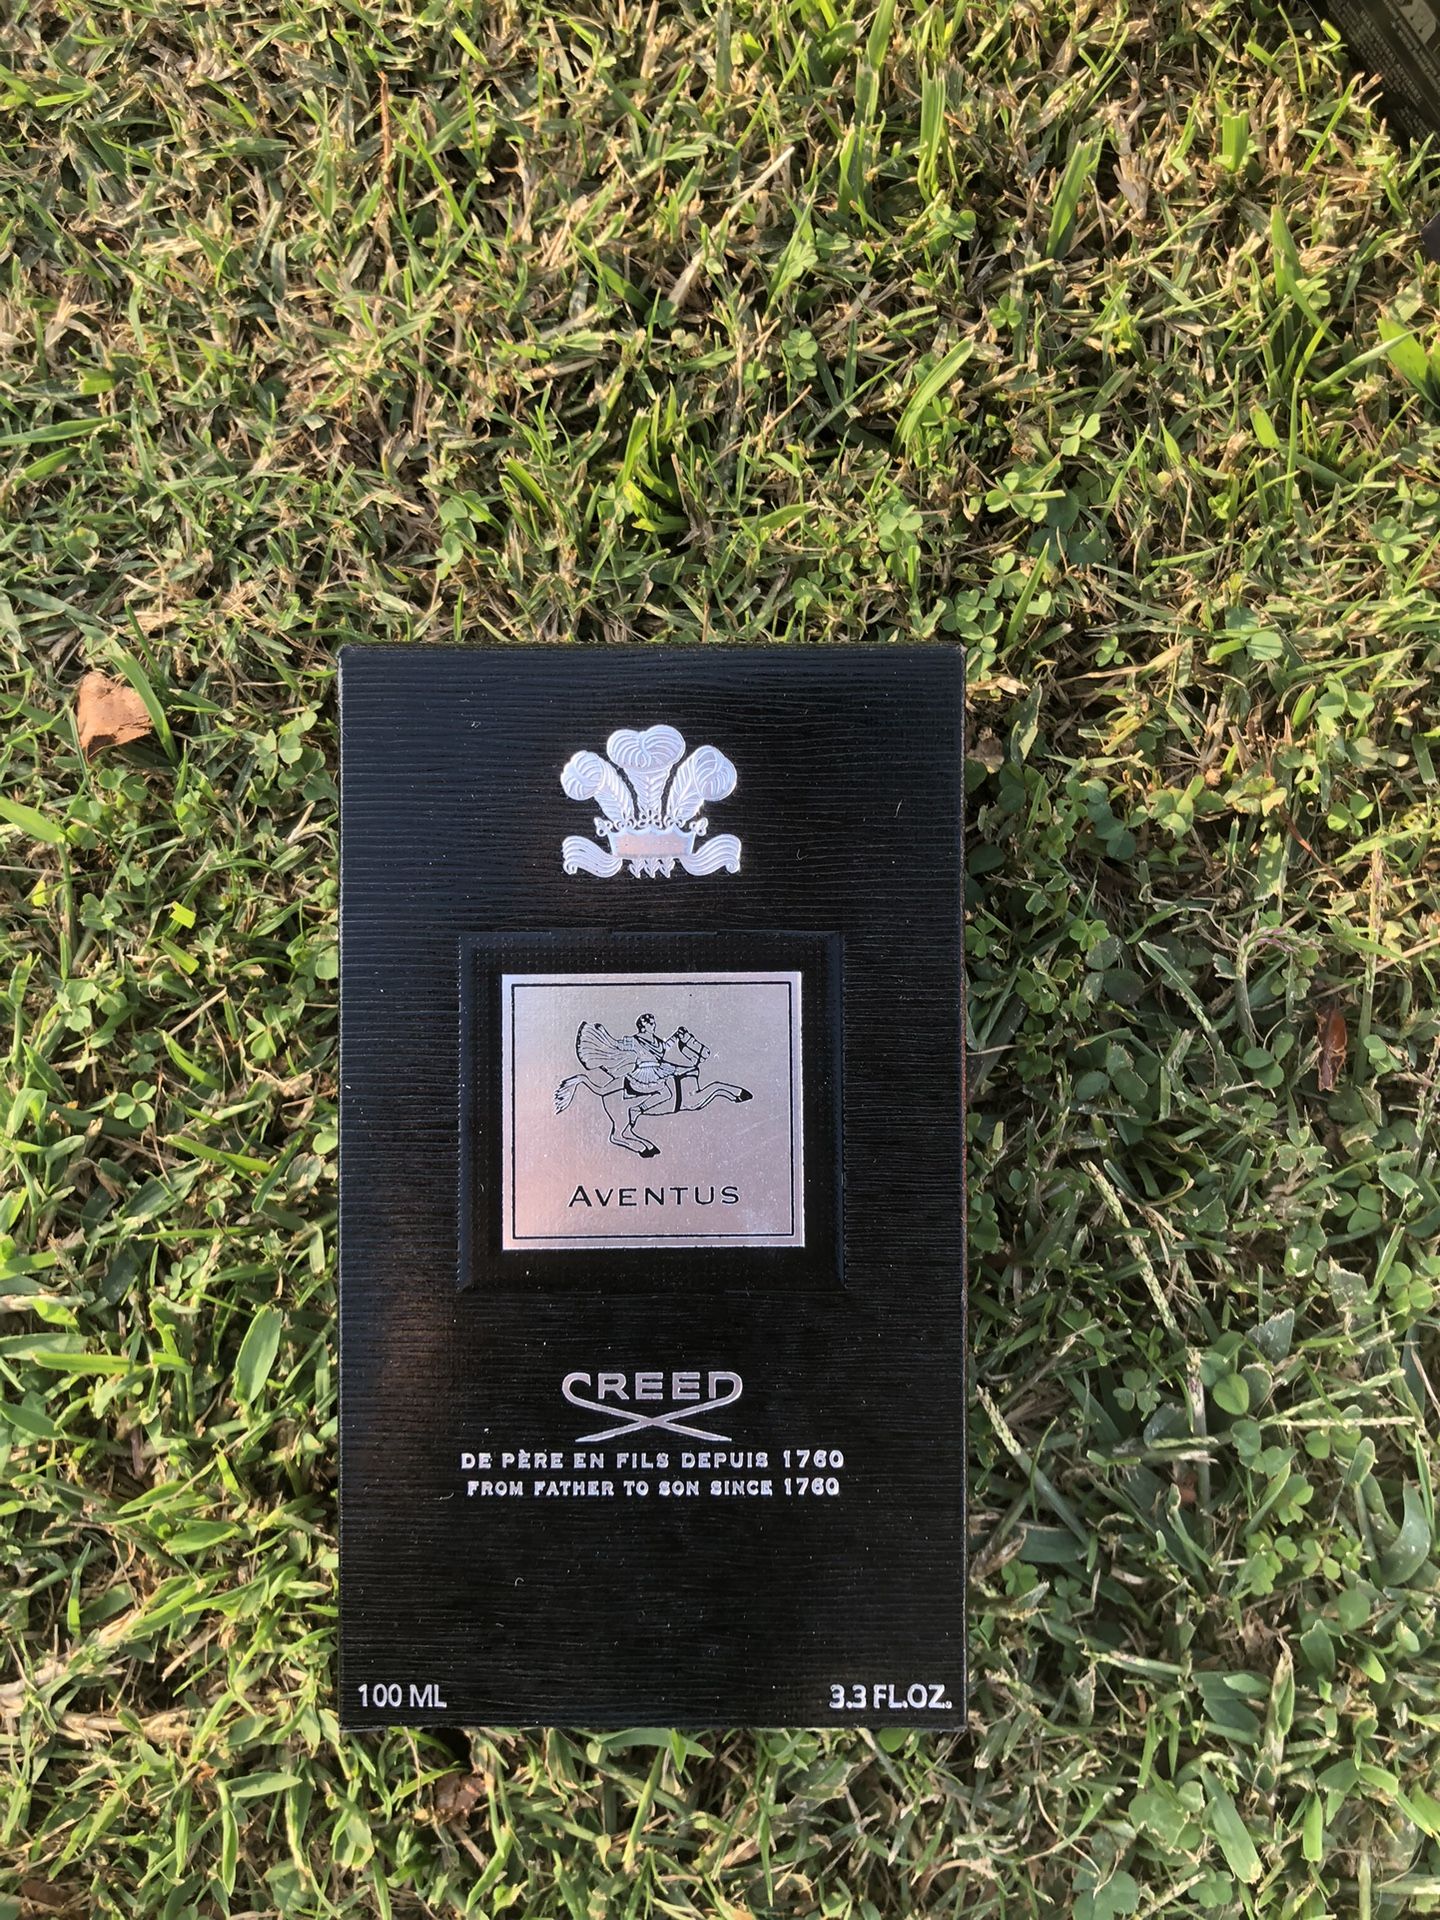 AVENTUS
CREED
DE PÈRE EN FILS DEPUIS 1760
FROM FATHER TO SON SINCE 1760
100 ML 3.3 FL.OZ.